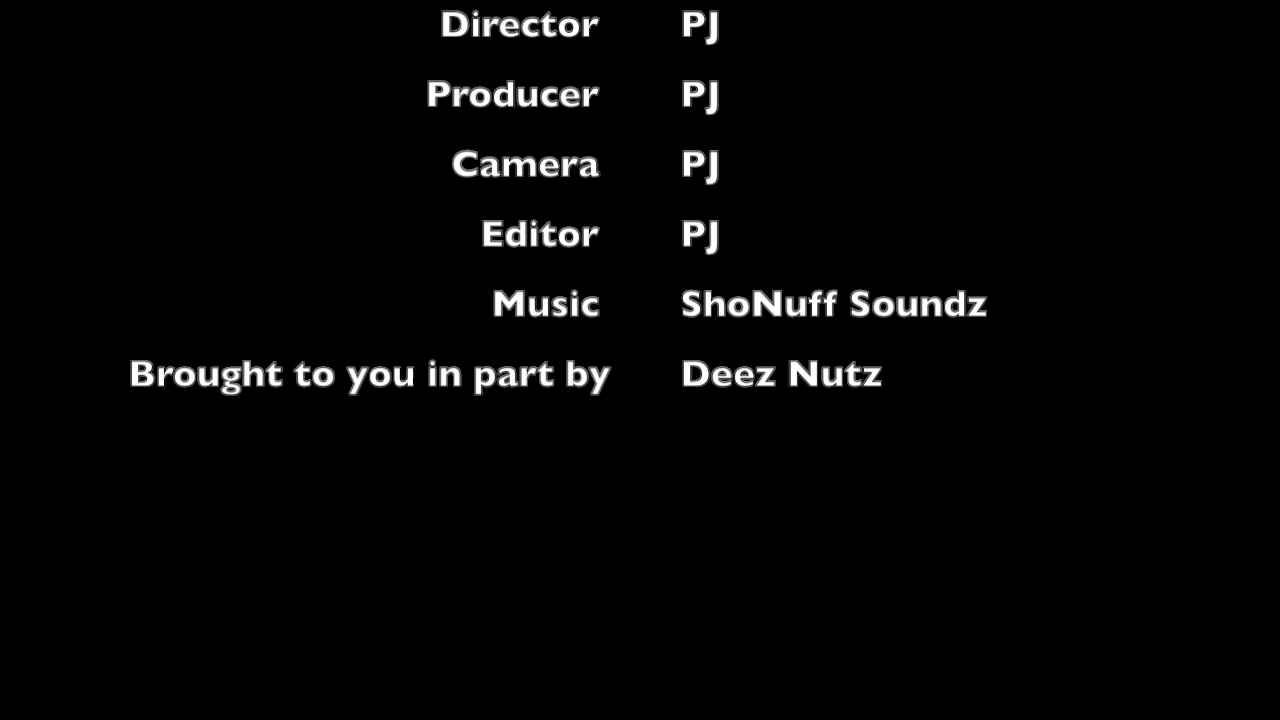 Director PJ
Producer PJ
Camera PJ
Editor PJ
Music ShoNuff Soundz
Brought to you in part by Deez Nutz